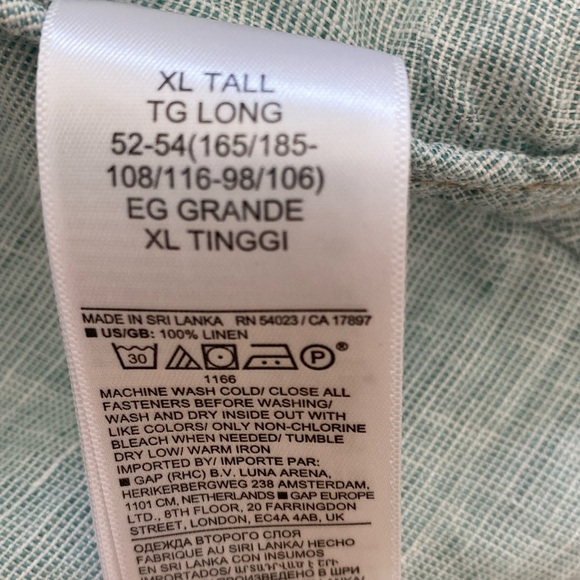 XL TALL
TG LONG
52-54(165/185-
108/116-98/106)
EG GRANDE
XL TINGGI
MADE IN SRI LANKA RN 54023 / CA 17897
■ US/GB: 100% LINEN
30 P ®
1166
MACHINE WASH COLD/ CLOSE ALL
FASTENERS BEFORE WASHING/
WASH AND DRY INSIDE OUT WITH
LIKE COLORS/ ONLY NON-CHLORINE
BLEACH WHEN NEEDED/ TUMBLE
DRY LOW/ WARM IRON
IMPORTED BY/ IMPORTE PAR:
■ GAP (RHC) B.V. LUNA ARENA,
HERIKERBERGWEG 238 AMSTERDAM,
1101 CM, NETHERLANDS ■ GAP EUROPE
LTD., 8TH FLOOR, 20 FARRINGDON
STREET, LONDON, EC4A 4AB, UK
ОДЕЖДА ВТОРОГО СЛОЯ
FABRIQUE AU SRI LANKA/ HECHO
EN SRI LANKA CON INSUMOS
IMPORTADOS/